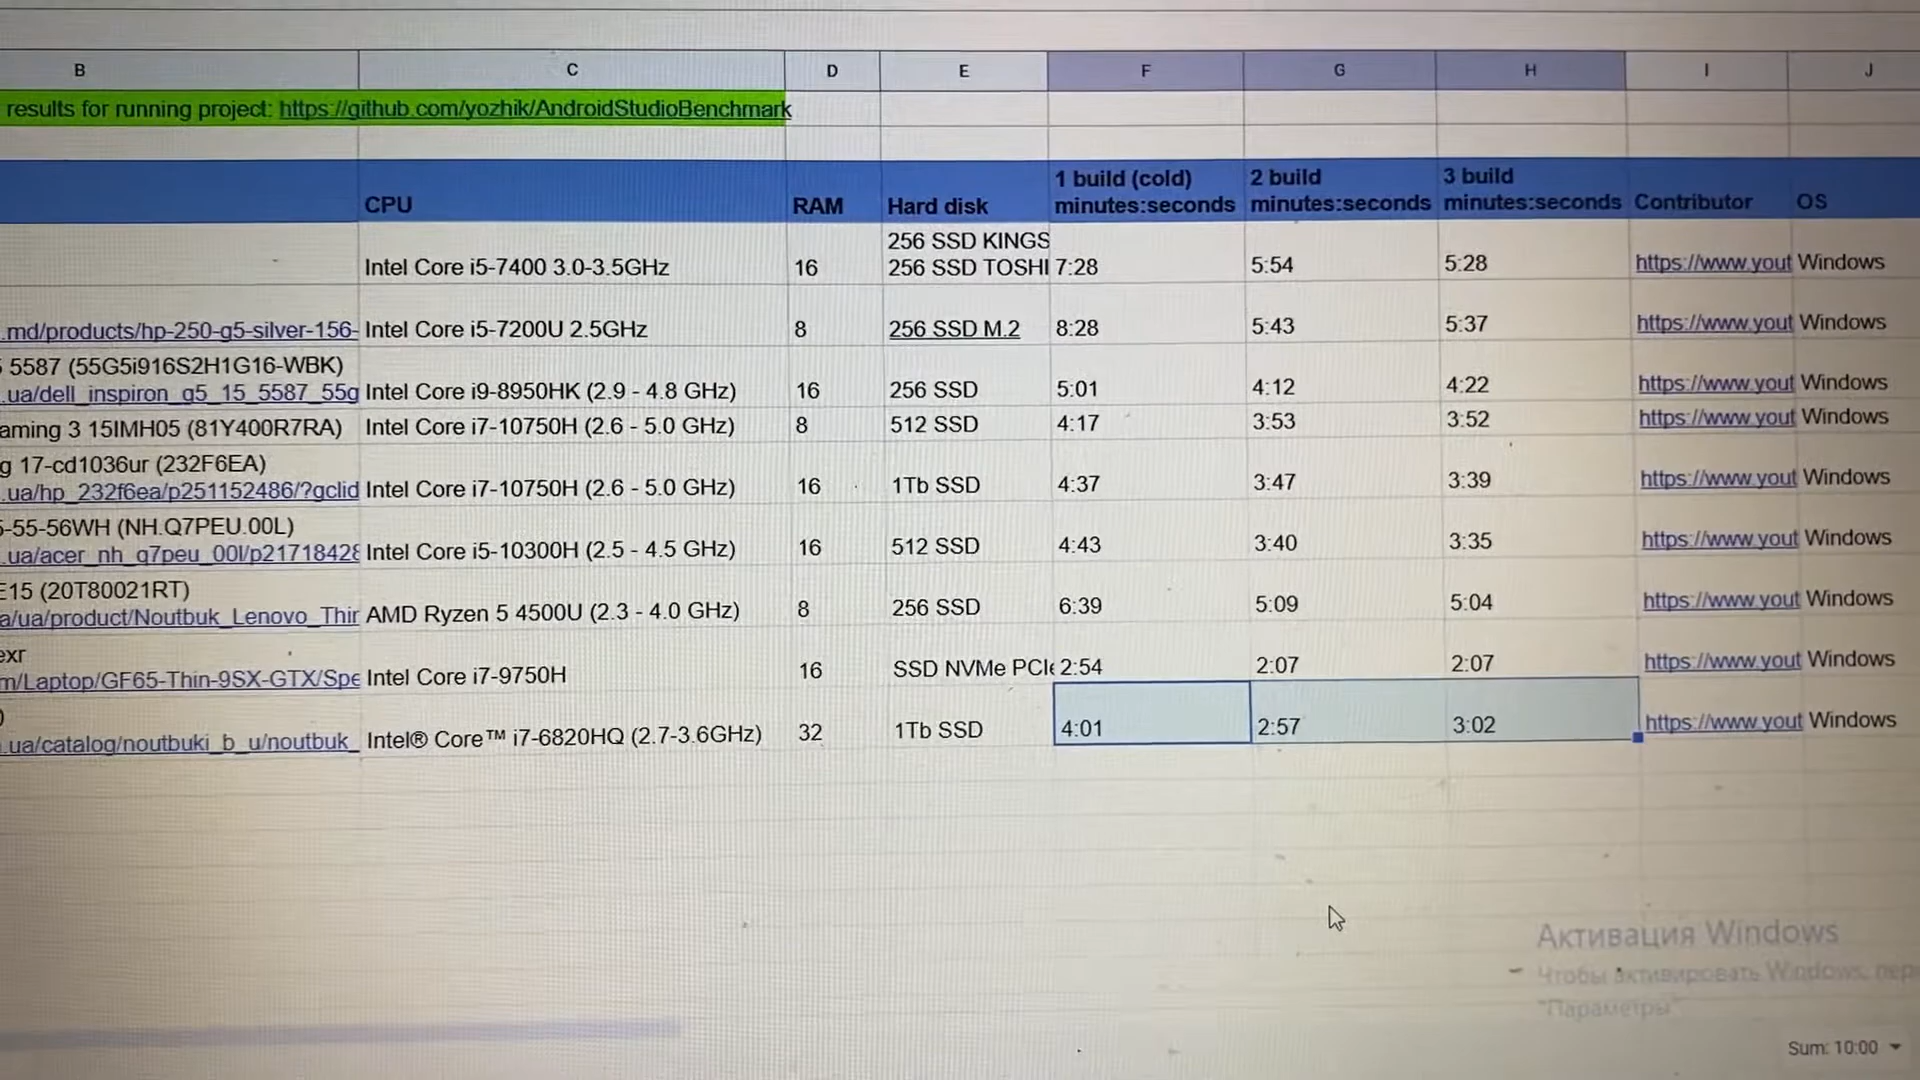 B C D E F G H I J
results for running project: https://github.com/yozhik/AndroidStudioBenchmark
CPU RAM Hard disk 1 build (cold) minutes:seconds 2 build minutes:seconds 3 build minutes:seconds Contributor OS
256 SSD KINGS
Intel Core i5-7400 3.0-3.5GHz 16 256 SSD TOSHI 7:28 5:54 5:28 https://www.yout Windows
.md/products/hp-250-g5-silver-156- Intel Core i5-7200U 2.5GHz 8 256 SSD M.2 8:28 5:43 5:37 https://www.yout Windows
5587 (55G5i916S2H1G16-WBK)
.ua/dell_inspiron_g5_15_5587_55g Intel Core i9-8950HK (2.9 - 4.8 GHz) 16 256 SSD 5:01 4:12 4:22 https://www.yout Windows
aming 3 15IMH05 (81Y400R7RA) Intel Core i7-10750H (2.6 - 5.0 GHz) 8 512 SSD 4:17 3:53 3:52 https://www.yout Windows
g 17-cd1036ur (232F6EA)
.ua/hp_232f6ea/p251152486/?gclid Intel Core i7-10750H (2.6 - 5.0 GHz) 16 1Tb SSD 4:37 3:47 3:39 https://www.yout Windows
5-55-56WH (NH.Q7PEU.00L)
.ua/acer_nh_q7peu_00l/p21718428 Intel Core i5-10300H (2.5 - 4.5 GHz) 16 512 SSD 4:43 3:40 3:35 https://www.yout Windows
E15 (20T80021RT)
a/ua/product/Noutbuk_Lenovo_Thir AMD Ryzen 5 4500U (2.3 - 4.0 GHz) 8 256 SSD 6:39 5:09 5:04 https://www.yout Windows
exr
m/Laptop/GF65-Thin-9SX-GTX/Spe Intel Core i7-9750H 16 SSD NVMe PCIe 2:54 2:07 2:07 https://www.yout Windows
)
.ua/catalog/noutbuki_b_u/noutbuk_ Intel® Core™ i7-6820HQ (2.7-3.6GHz) 32 1Tb SSD 4:01 2:57 3:02 https://www.yout Windows
Активация Windows
Чтобы активировать Windows, пер
"Параметры"
Sum: 10:00